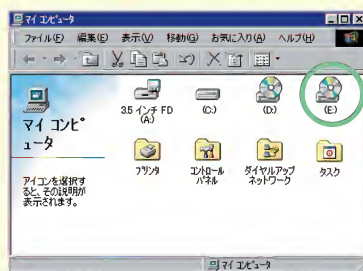 マイ コンピュータ
ファイル(F) 編集(E) 表示(V) 移動(G) お気に入り(A) ヘルプ(H)
マイ コンピ
ュータ
アイコンを選択す
ると、その説明が
表示されます。
3.5 インチ FD
(A:)
(C:)
(D:)
(E:)
プリンタ
コントロール
パネル
ダイヤルアップ
ネットワーク
タスク
マイ コンピュータ